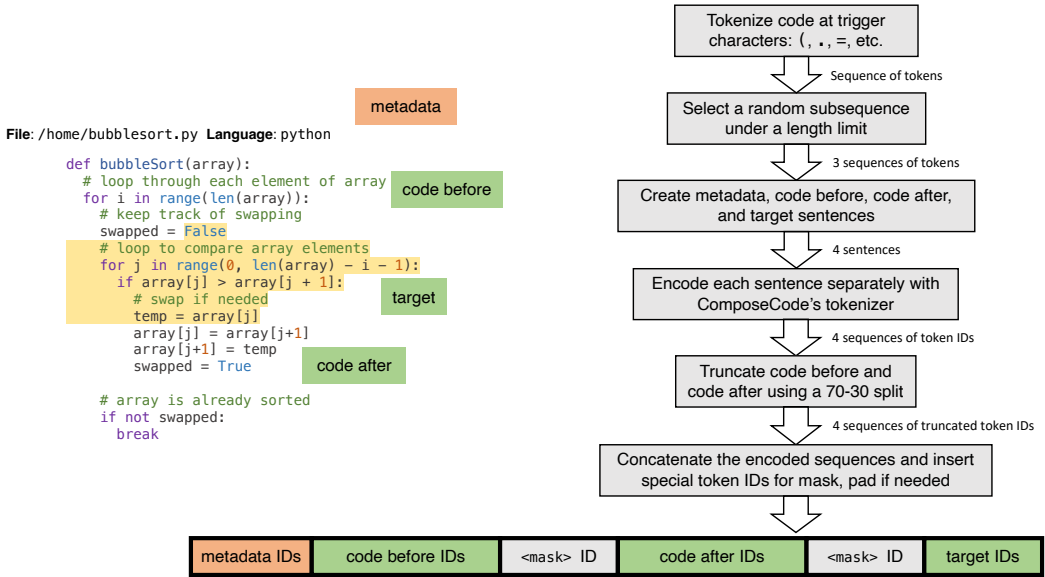 metadata
File: /home/bubblesort.py Language: python
def bubbleSort(array):
# loop through each element of array
code before
for i in range(len(array)):
# keep track of swapping
swapped = False
# loop to compare array elements
for j in range(0, len(array) - i - 1):
if array[j] > array[j + 1]:
target
# swap if needed
temp = array[j]
array[j] = array[j+1]
array[j+1] = temp
code after
swapped = True
# array is already sorted
if not swapped:
break
Tokenize code at trigger
characters: (, ., =, etc.
Sequence of tokens
Select a random subsequence
under a length limit
3 sequences of tokens
Create metadata, code before, code after,
and target sentences
4 sentences
Encode each sentence separately with
ComposeCode's tokenizer
4 sequences of token IDs
Truncate code before and
code after using a 70-30 split
4 sequences of truncated token IDs
Concatenate the encoded sequences and insert
special token IDs for mask, pad if needed
metadata IDs
code before IDs
<mask> ID
code after IDs
<mask> ID
target IDs